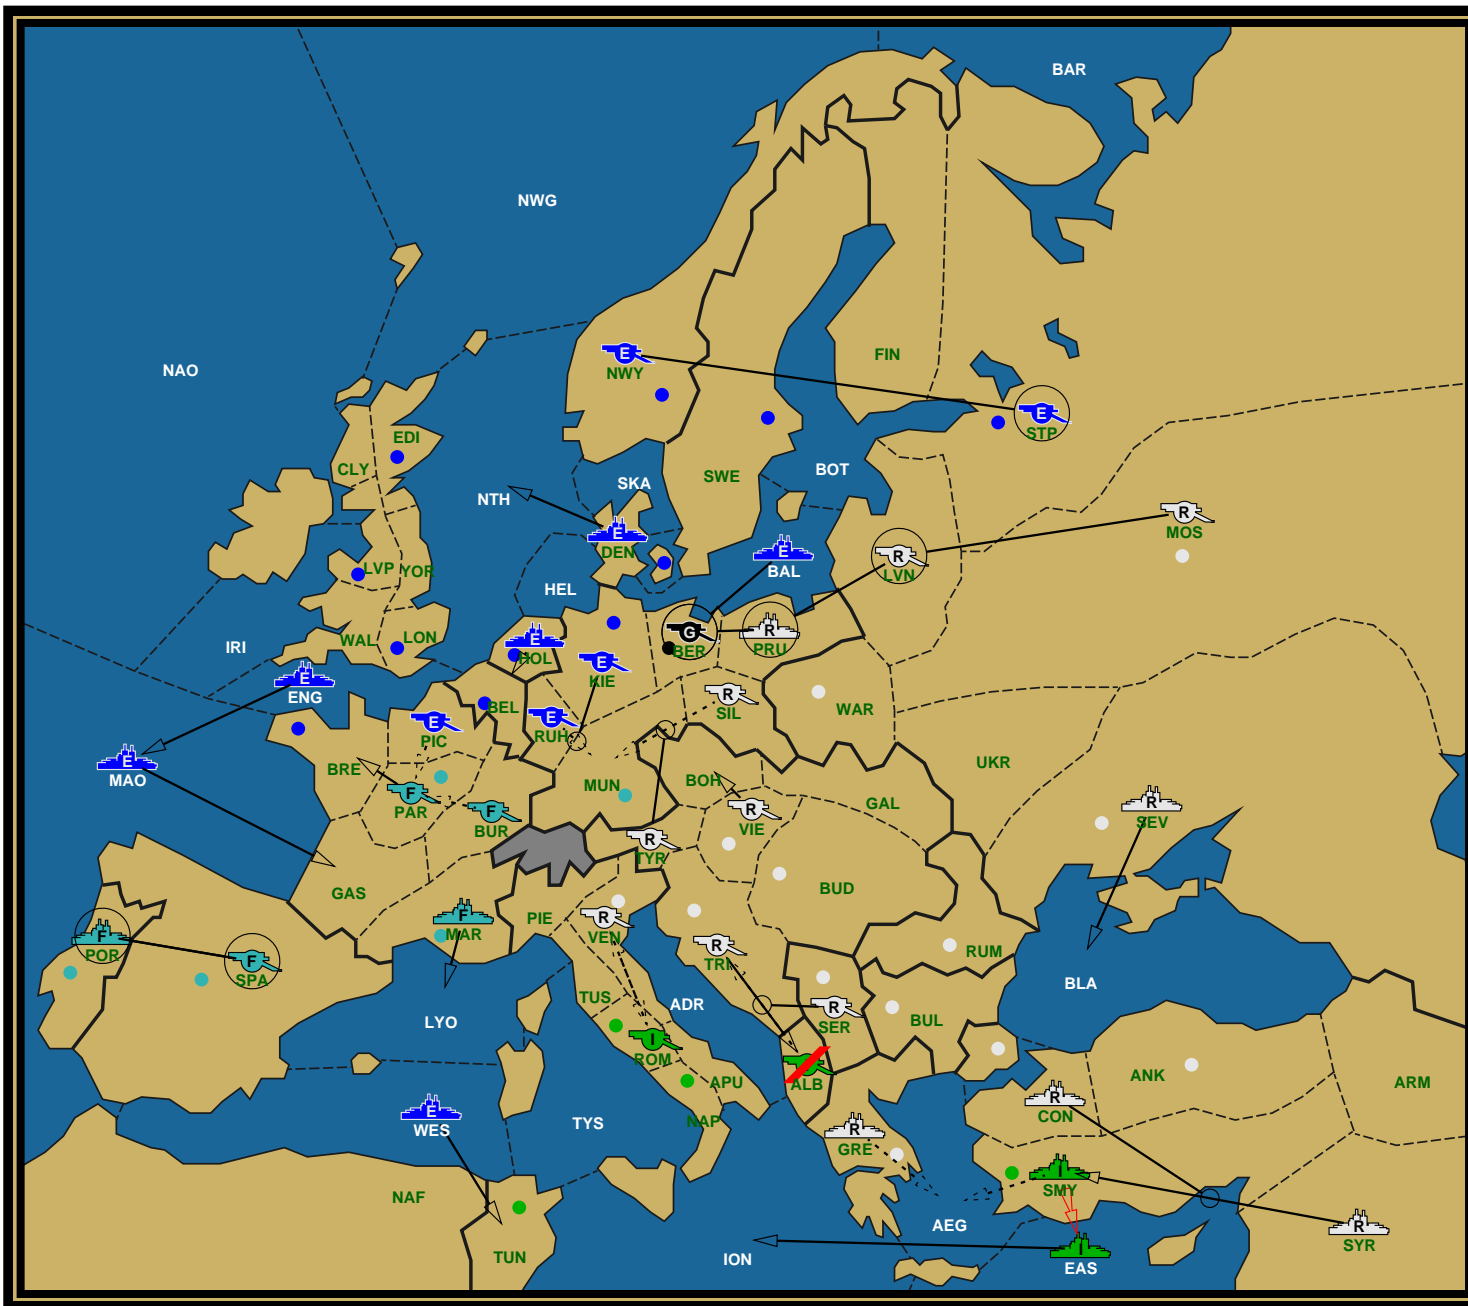 BAR
NWG
NAO
FIN
E
NWY
E
STP
EDI
CLY
SWE
BOT
SKA
NTH
R
MOS
E
DEN
E
BAL
R
LVN
LVP
YOR
HEL
IRI
WAL
LON
E
HOL
G
BER
R
PRU
E
KIE
E
ENG
R
SIL
WAR
BEL
E
PIC
E
RUH
E
MAO
BRE
UKR
MUN
BOH
GAL
F
PAR
F
BUR
R
VIE
R
SEV
R
TYR
GAS
BUD
PIE
F
MAR
R
VEN
F
POR
R
TRI
RUM
F
SPA
BLA
TUS
ADR
R
SER
BUL
LYO
I
ROM
ALB
APU
ANK
ARM
E
WES
TYS
NAP
R
CON
R
GRE
I
SMY
NAF
AEG
R
SYR
TUN
ION
I
EAS